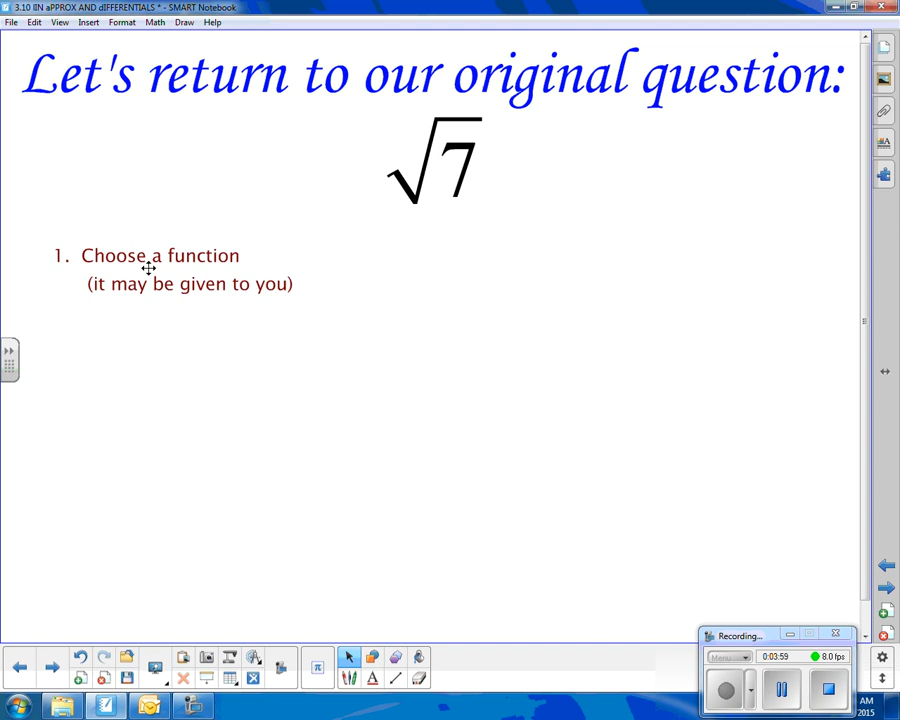 3.10 lIN aPPROX AND dIFFERENTIALS * - SMART Notebook
File Edit View Insert Format Math Draw Help
Let's return to our original question:
√7
1. Choose a function
(it may be given to you)
Recording...
Menu
0:03:59
8.0 fps
AM
2015